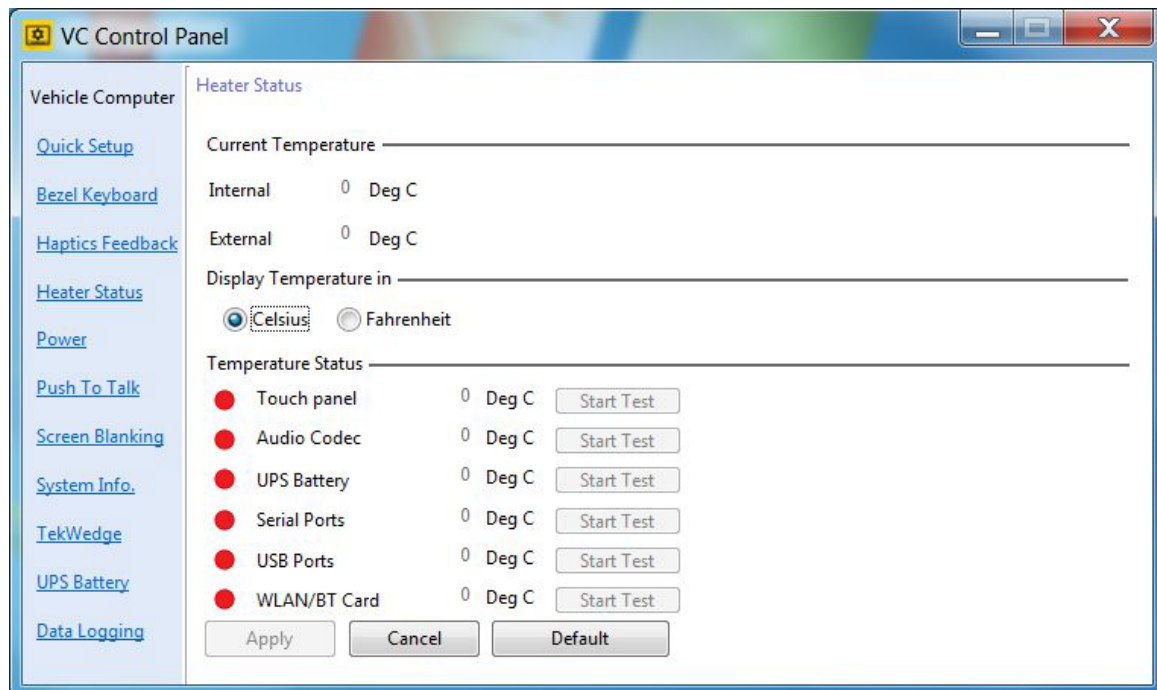 VC Control Panel
Vehicle Computer
Quick Setup
Bezel Keyboard
Haptics Feedback
Heater Status
Power
Push To Talk
Screen Blanking
System Info.
TekWedge
UPS Battery
Data Logging
Heater Status
Current Temperature
Internal 0 Deg C
External 0 Deg C
Display Temperature in
Celsius Fahrenheit
Temperature Status
Touch panel 0 Deg C Start Test
Audio Codec 0 Deg C Start Test
UPS Battery 0 Deg C Start Test
Serial Ports 0 Deg C Start Test
USB Ports 0 Deg C Start Test
WLAN/BT Card 0 Deg C Start Test
Apply Cancel Default